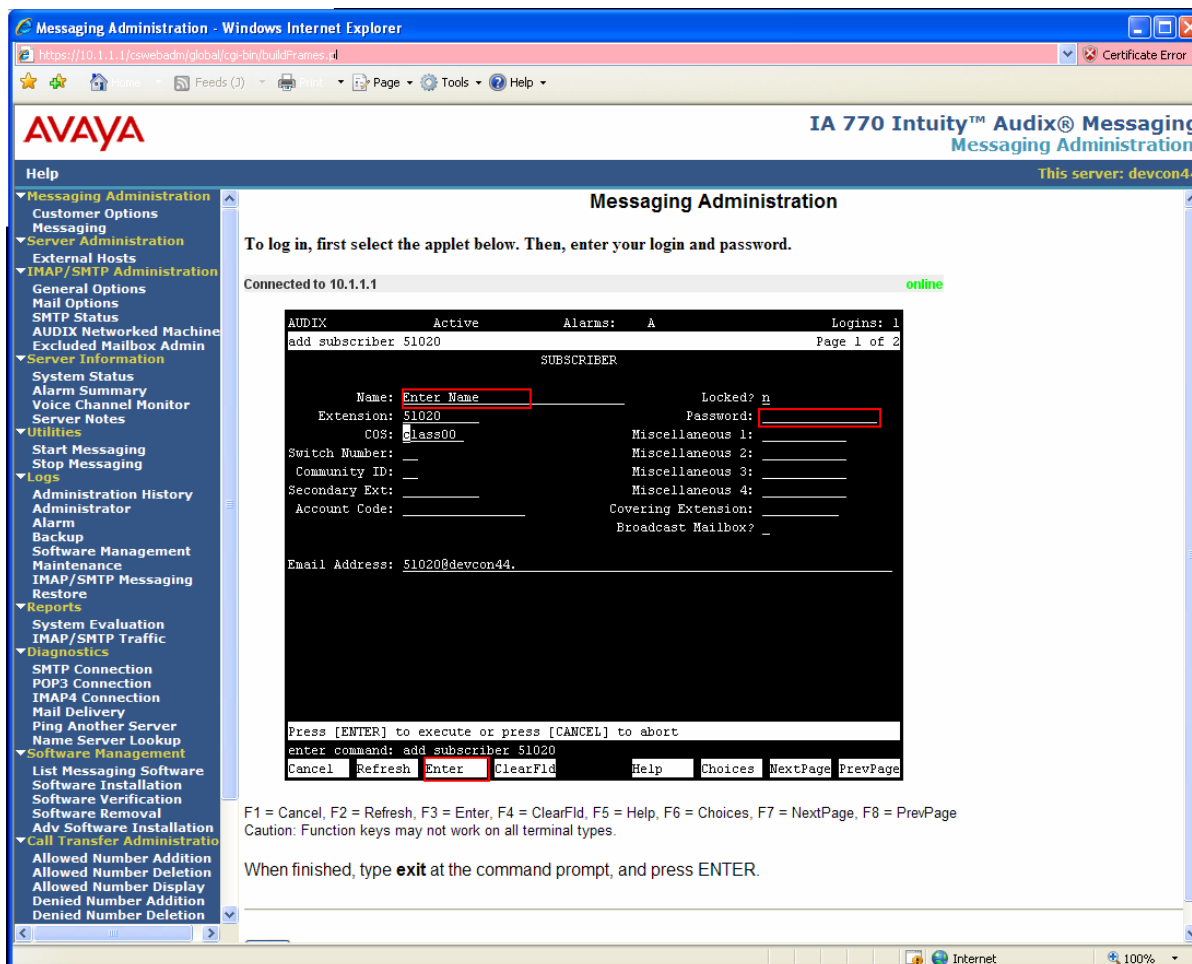 Messaging Administration - Windows Internet Explorer
https://10.1.1.1/cswebadm/global/cgi-bin/buildFrames.pl
Certificate Error
Home Feeds (J) Print Page Tools Help
AVAYA
IA 770 Intuity™ Audix® Messaging
Messaging Administration
Help
This server: devcon44
Messaging Administration
Customer Options
Messaging
Server Administration
External Hosts
IMAP/SMTP Administration
General Options
Mail Options
SMTP Status
AUDIX Networked Machine
Excluded Mailbox Admin
Server Information
System Status
Alarm Summary
Voice Channel Monitor
Server Notes
Utilities
Start Messaging
Stop Messaging
Logs
Administration History
Administrator
Alarm
Backup
Software Management
Maintenance
IMAP/SMTP Messaging
Restore
Reports
System Evaluation
IMAP/SMTP Traffic
Diagnostics
SMTP Connection
POP3 Connection
IMAP4 Connection
Mail Delivery
Ping Another Server
Name Server Lookup
Software Management
List Messaging Software
Software Installation
Software Verification
Software Removal
Adv Software Installation
Call Transfer Administratio
Allowed Number Addition
Allowed Number Deletion
Allowed Number Display
Denied Number Addition
Denied Number Deletion
Messaging Administration
To log in, first select the applet below. Then, enter your login and password.
Connected to 10.1.1.1 online
AUDIX Active Alarms: A Logins: 1
add subscriber 51020 Page 1 of 2
SUBSCRIBER
Name: Enter Name Locked? n
Extension: 51020 Password:
COS: class00 Miscellaneous 1:
Switch Number: Miscellaneous 2:
Community ID: Miscellaneous 3:
Secondary Ext: Miscellaneous 4:
Account Code: Covering Extension:
Broadcast Mailbox?
Email Address: 51020@devcon44.
Press [ENTER] to execute or press [CANCEL] to abort
enter command: add subscriber 51020
Cancel Refresh Enter ClearFld Help Choices NextPage PrevPage
F1 = Cancel, F2 = Refresh, F3 = Enter, F4 = ClearFld, F5 = Help, F6 = Choices, F7 = NextPage, F8 = PrevPage
Caution: Function keys may not work on all terminal types.
When finished, type exit at the command prompt, and press ENTER.
Internet 100%